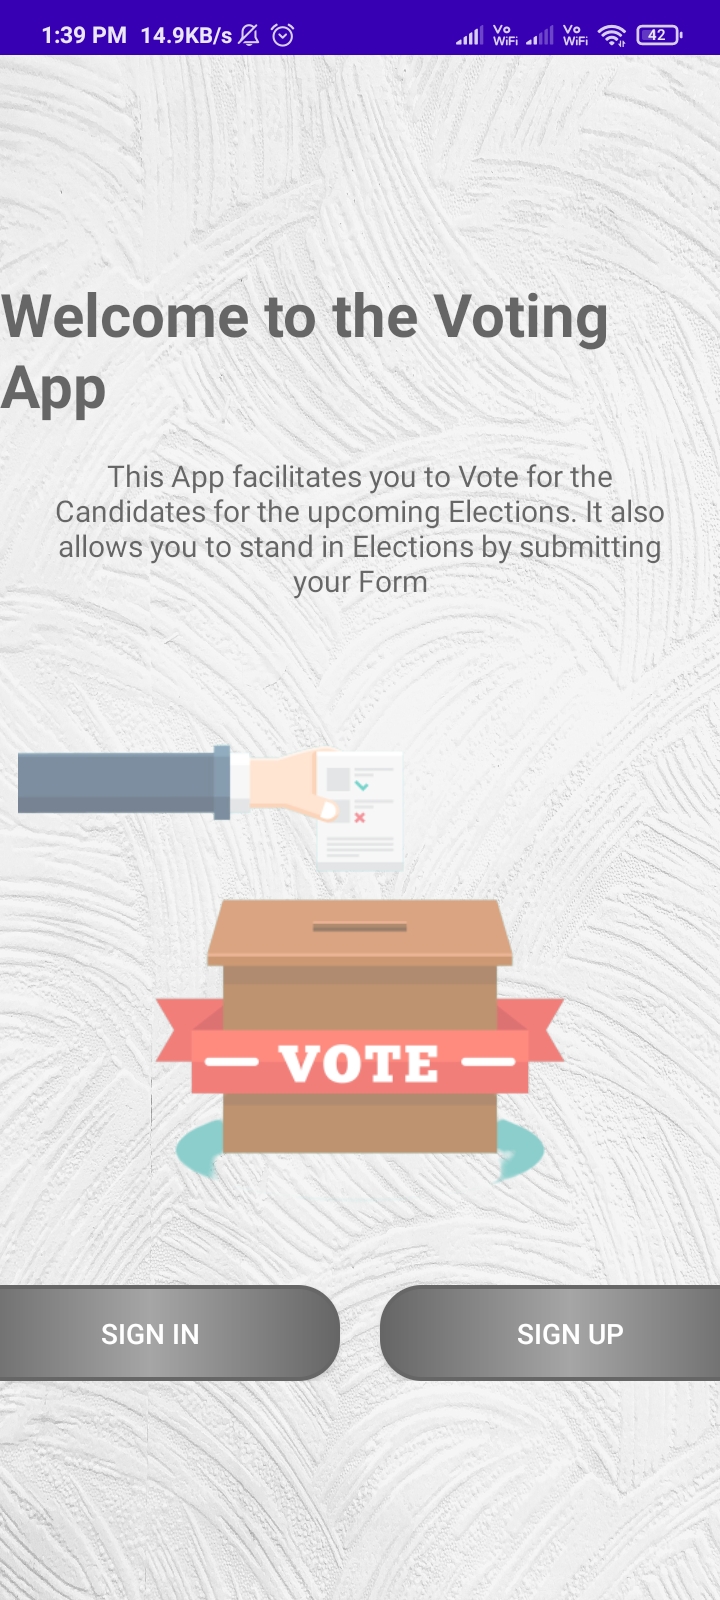 1:39 PM 14.9KB/s Vo WiFi Vo WiFi 42
Welcome to the Voting
App
This App facilitates you to Vote for the
Candidates for the upcoming Elections. It also
allows you to stand in Elections by submitting
your Form
VOTE
SIGN IN SIGN UP